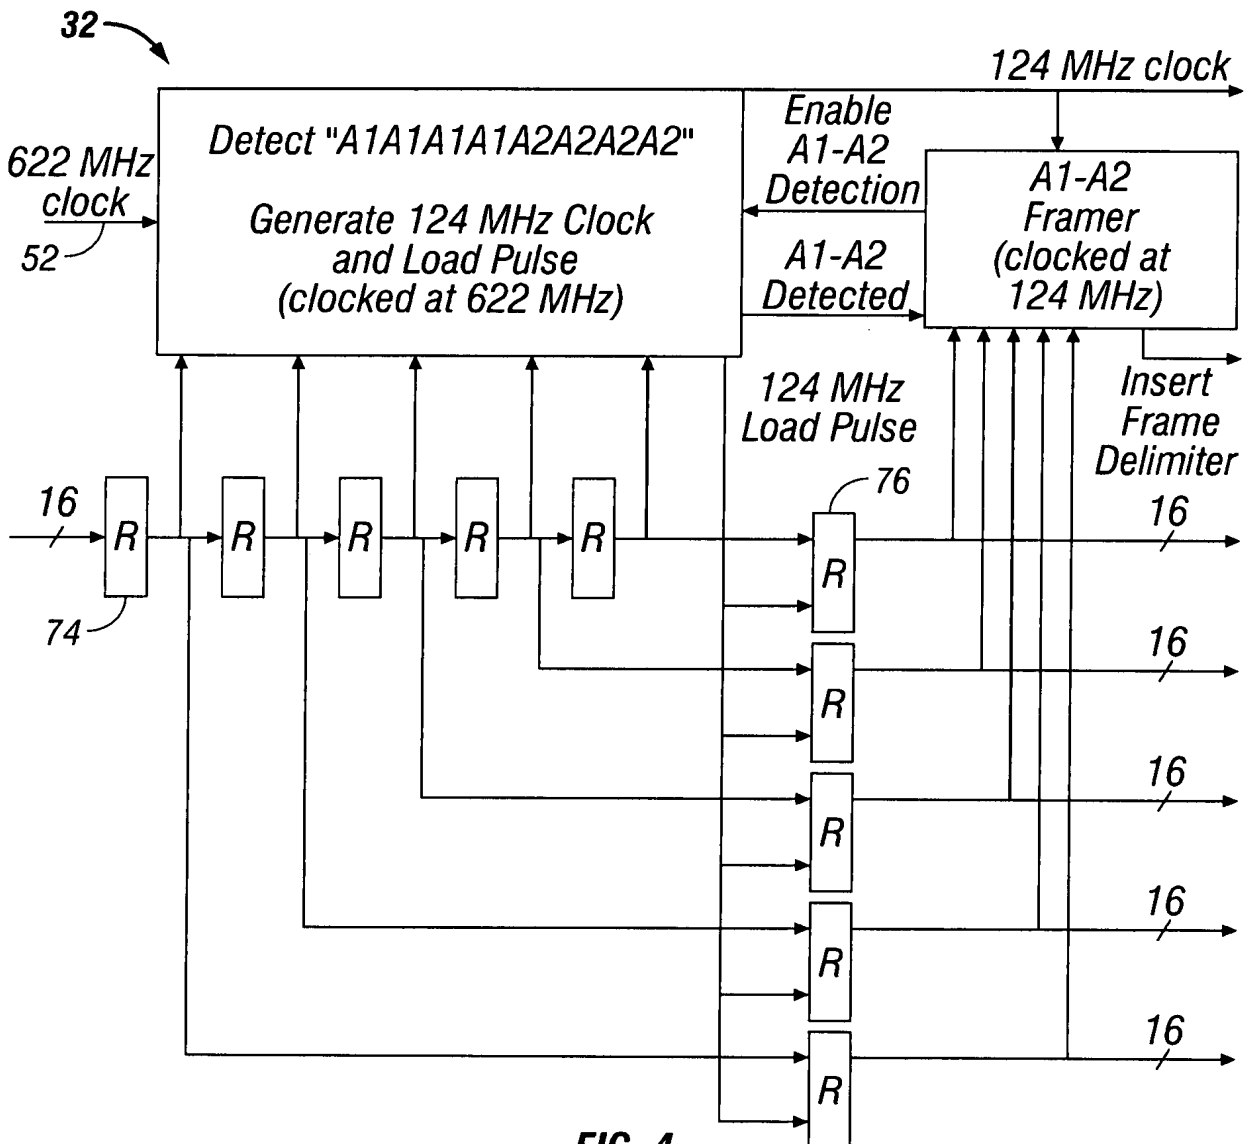 32
124 MHz clock
622 MHz
clock
52
Detect "A1A1A1A1A2A2A2A2"
Generate 124 MHz Clock
and Load Pulse
(clocked at 622 MHz)
Enable
A1-A2
Detection
A1-A2
Detected
A1-A2
Framer
(clocked at
124 MHz)
Insert
Frame
Delimiter
124 MHz
Load Pulse
16
R
R
R
R
R
74
76
R
16
R
16
R
16
R
16
R
16
FIG. 4